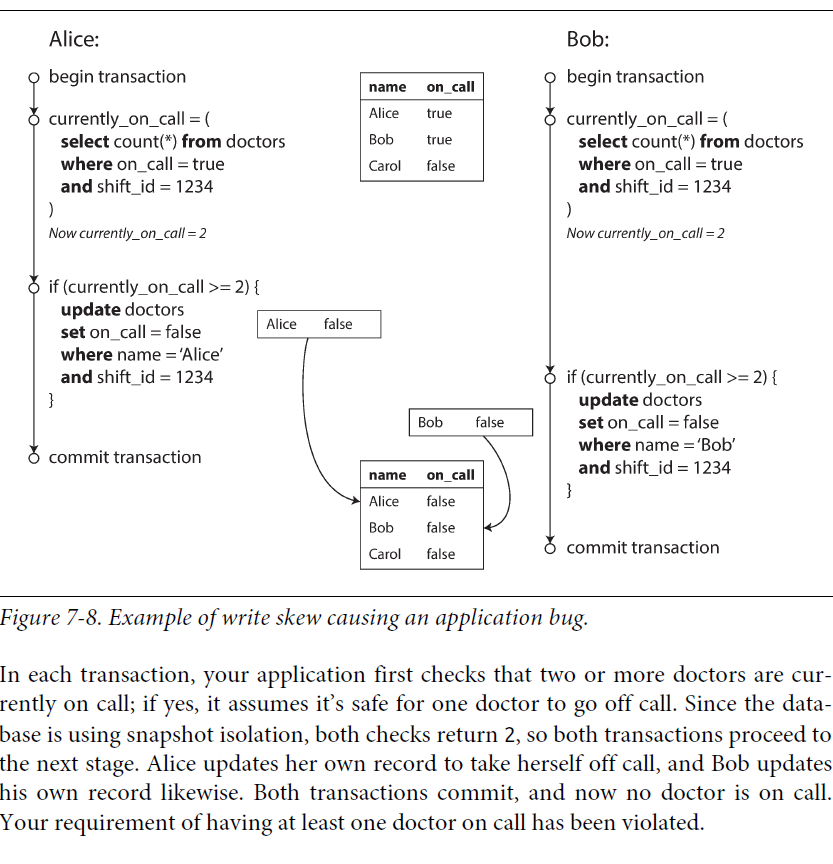 Alice:
begin transaction
currently_on_call = (
select count(*) from doctors
where on_call = true
and shift_id = 1234
)
Now currently_on_call = 2
if (currently_on_call >= 2) {
update doctors
set on_call = false
where name = ‘Alice’
and shift_id = 1234
}
commit transaction
name on_call
Alice true
Bob true
Carol false
Alice false
Bob false
name on_call
Alice false
Bob false
Carol false
Bob:
begin transaction
currently_on_call = (
select count(*) from doctors
where on_call = true
and shift_id = 1234
)
Now currently_on_call = 2
if (currently_on_call >= 2) {
update doctors
set on_call = false
where name = ‘Bob’
and shift_id = 1234
}
commit transaction
Figure 7-8. Example of write skew causing an application bug.
In each transaction, your application first checks that two or more doctors are cur-
rently on call; if yes, it assumes it’s safe for one doctor to go off call. Since the data-
base is using snapshot isolation, both checks return 2, so both transactions proceed to
the next stage. Alice updates her own record to take herself off call, and Bob updates
his own record likewise. Both transactions commit, and now no doctor is on call.
Your requirement of having at least one doctor on call has been violated.